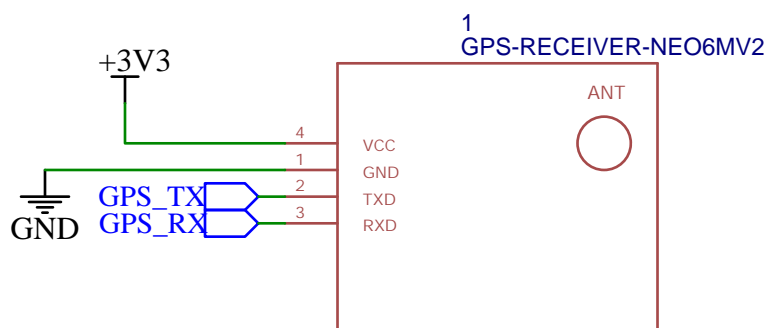 1
GPS-RECEIVER-NEO6MV2
+3V3
ANT
4
VCC
1
GND
GPS_TX
2
TXD
GND
GPS_RX
3
RXD